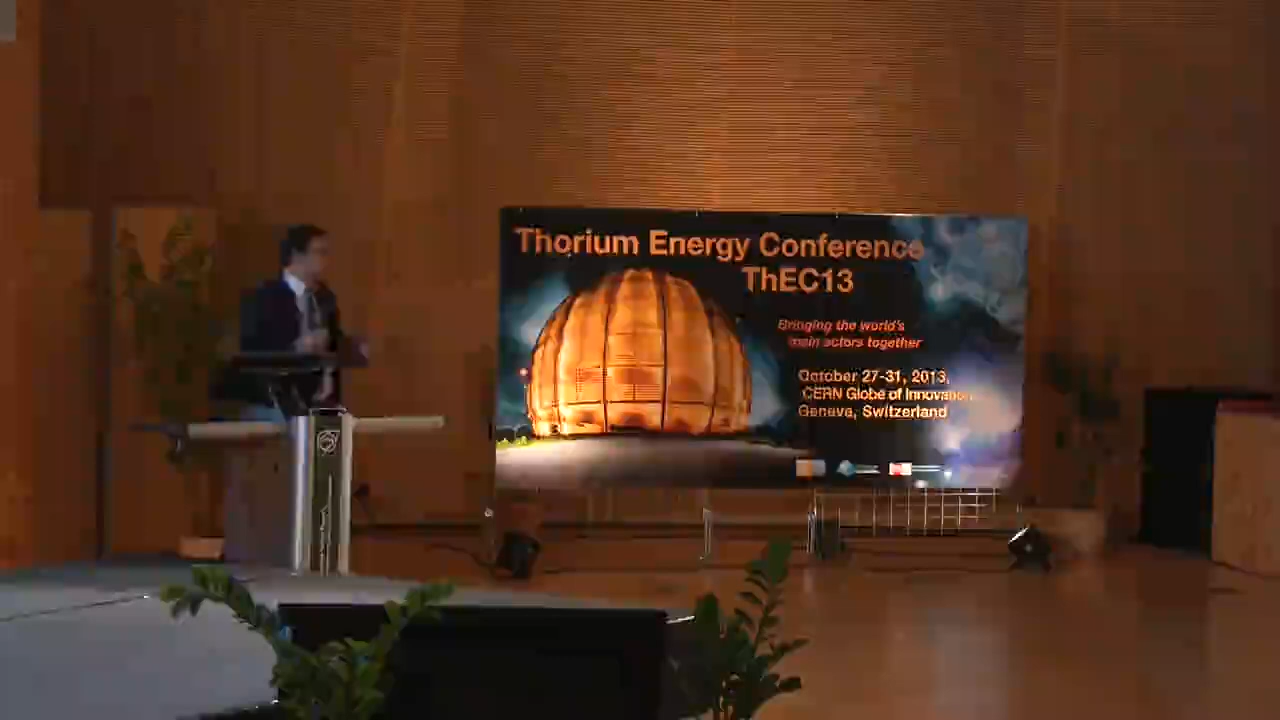 Thorium Energy Conference
ThEC13
Bringing the world's
main actors together
October 27-31, 2013,
CERN Globe of Innovation
Geneva, Switzerland